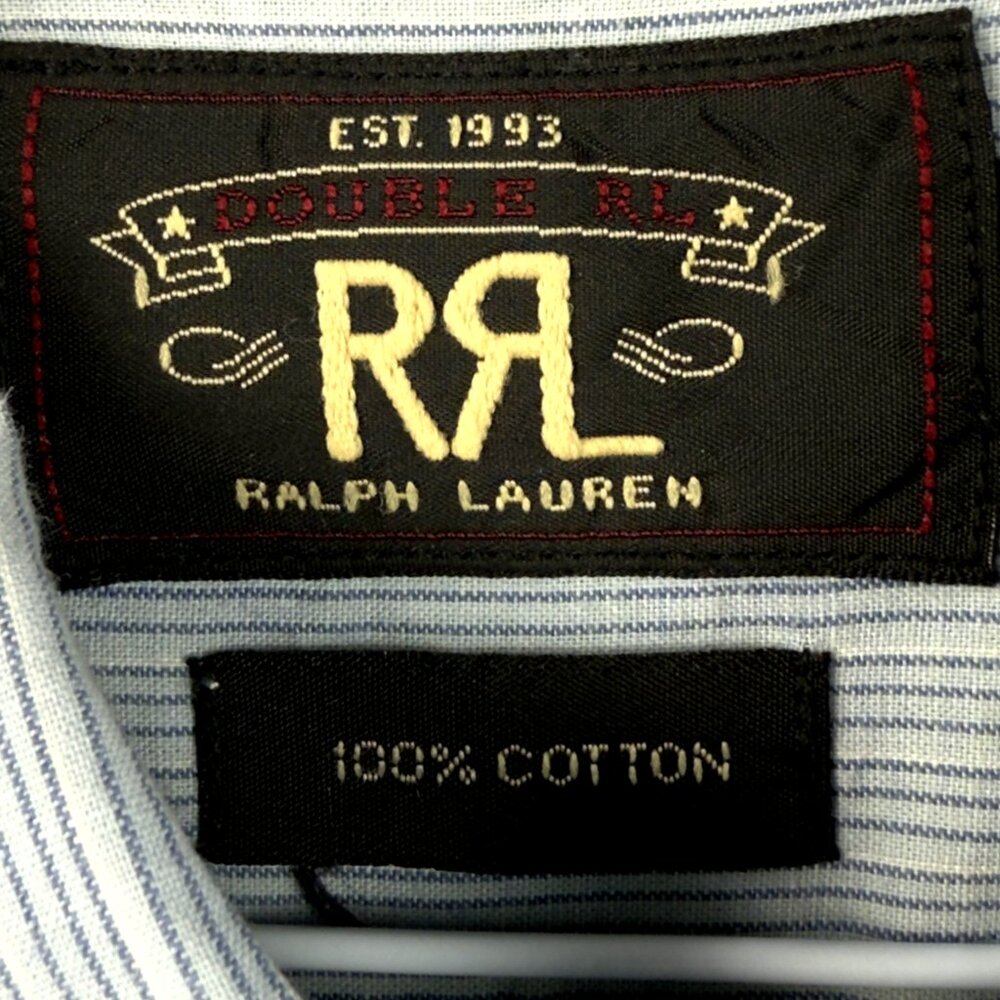 EST. 1993
DOUBLE RL
RRL
RALPH LAUREN
100% COTTON